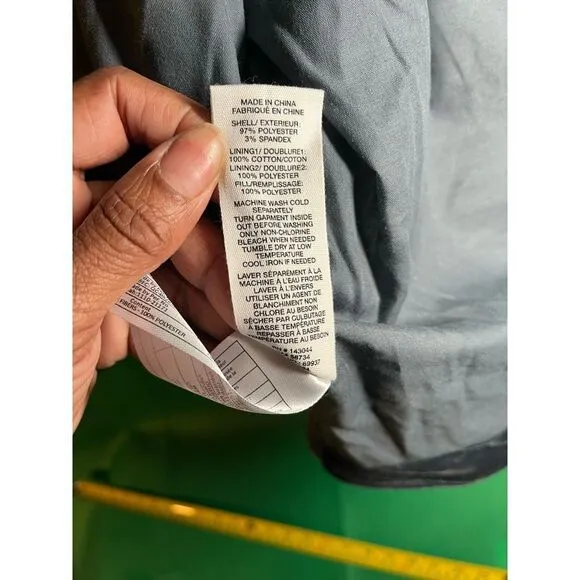 MADE IN CHINA
FABRIQUÉ EN CHINE
SHELL/ EXTERIEUR:
97% POLYESTER
3% SPANDEX
LINING1/ DOUBLURE1:
100% COTTON/COTON
LINING2/ DOUBLURE2:
100% POLYESTER
FILL/REMPLISSAGE:
100% POLYESTER
MACHINE WASH COLD
SEPARATELY
TURN GARMENT INSIDE
OUT BEFORE WASHING
ONLY NON-CHLORINE
BLEACH WHEN NEEDED
TUMBLE DRY AT LOW
TEMPERATURE
COOL IRON IF NEEDED
LAVER SÉPARÉMENT À LA
MACHINE À L'EAU FROIDE
LAVER À L'ENVERS
UTILISER UN AGENT DE
BLANCHIMENT NON
CHLORE AU BESOIN
SÉCHER PAR CULBUTAGE
À BASSE TEMPÉRATURE
REPASSER À BASSE
TEMPÉRATURE AU BESOIN
# 143044
98734
69937
FIBERS - 100% POLYESTER